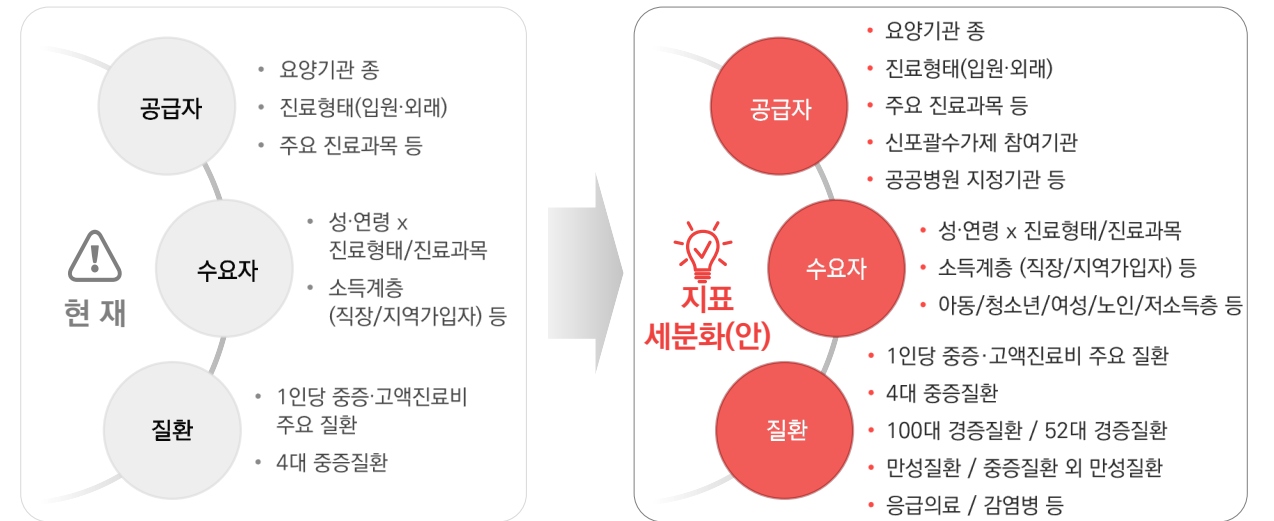 현 재
공급자
• 요양기관 종
• 진료형태(입원·외래)
• 주요 진료과목 등
수요자
• 성·연령 x
진료형태/진료과목
• 소득계층
(직장/지역가입자) 등
질환
• 1인당 중증·고액진료비
주요 질환
• 4대 중증질환
지표
세분화(안)
공급자
• 요양기관 종
• 진료형태(입원·외래)
• 주요 진료과목 등
• 신포괄수가제 참여기관
• 공공병원 지정기관 등
수요자
• 성·연령 x 진료형태/진료과목
• 소득계층 (직장/지역가입자) 등
• 아동/청소년/여성/노인/저소득층 등
질환
• 1인당 중증·고액진료비 주요 질환
• 4대 중증질환
• 100대 경증질환 / 52대 경증질환
• 만성질환 / 중증질환 외 만성질환
• 응급의료 / 감염병 등